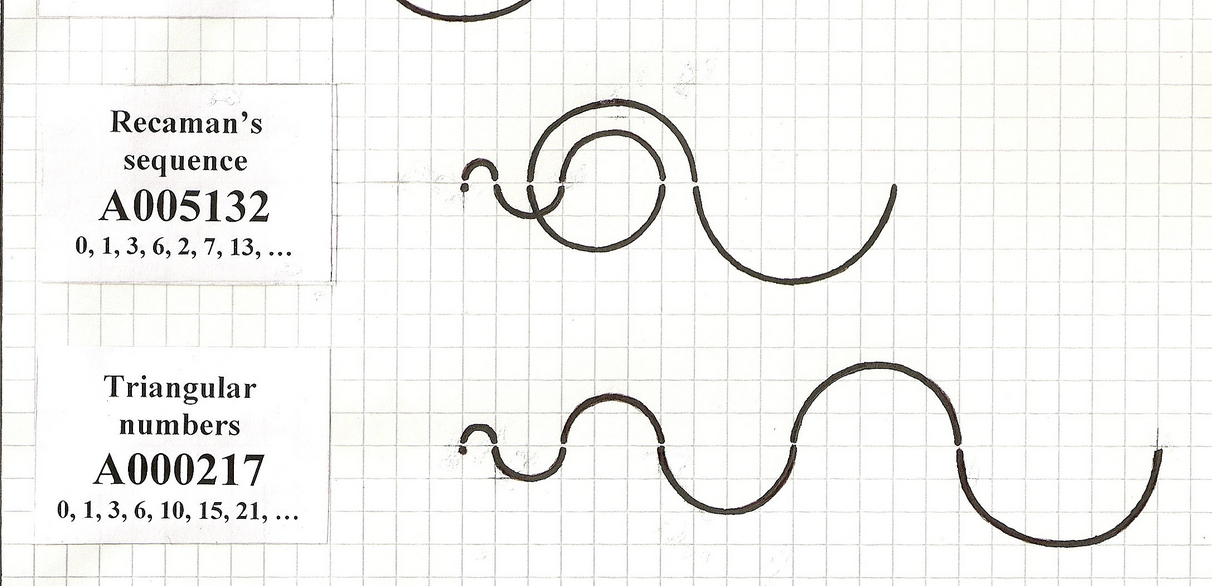 Recaman's
sequence
A005132
0, 1, 3, 6, 2, 7, 13, …
Triangular
numbers
A000217
0, 1, 3, 6, 10, 15, 21, …